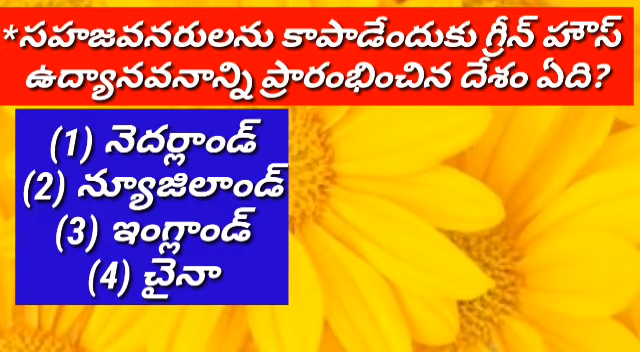 *సహజవనరులను కాపాడేందుకు గ్రీన్ హౌస్
ఉద్యానవనాన్ని ప్రారంభించిన దేశం ఏది?
(1) నెదర్లాండ్
(2) న్యూజిలాండ్
(3) ఇంగ్లాండ్
(4) చైనా